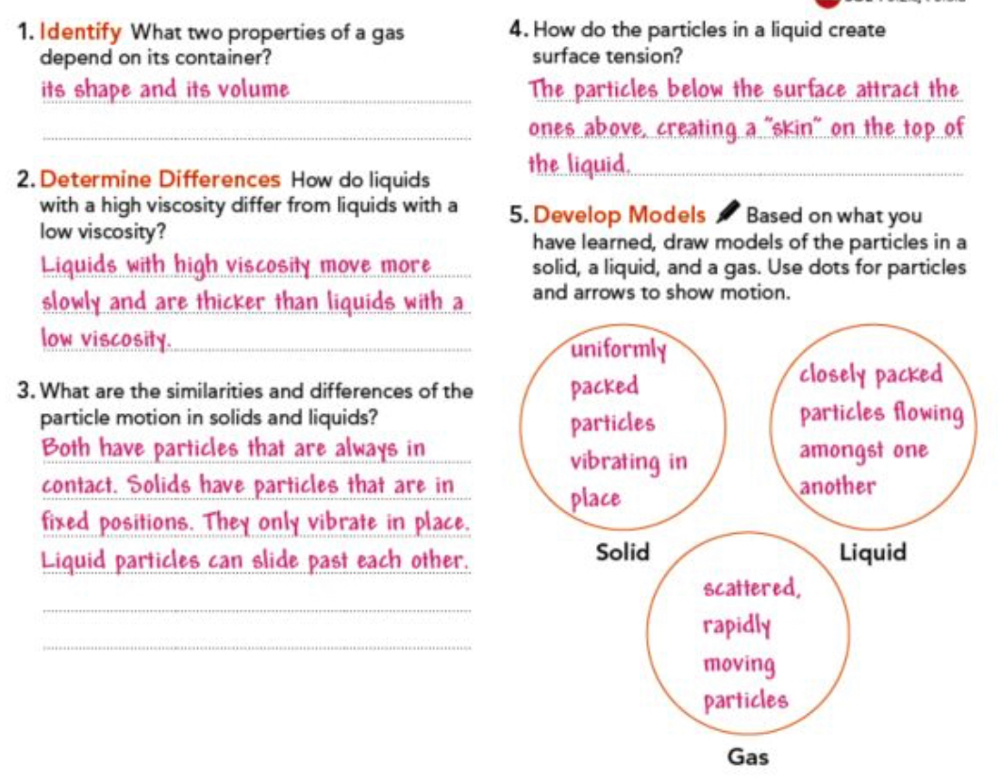 1. Identify What two properties of a gas
depend on its container?
its shape and its volume
2. Determine Differences How do liquids
with a high viscosity differ from liquids with a
low viscosity?
Liquids with high viscosity move more
slowly and are thicker than liquids with a
low viscosity.
3. What are the similarities and differences of the
particle motion in solids and liquids?
Both have particles that are always in
contact. Solids have particles that are in
fixed positions. They only vibrate in place.
Liquid particles can slide past each other.
4. How do the particles in a liquid create
surface tension?
The particles below the surface attract the
ones above, creating a "skin" on the top of
the liquid.
5. Develop Models Based on what you
have learned, draw models of the particles in a
solid, a liquid, and a gas. Use dots for particles
and arrows to show motion.
uniformly
packed
particles
vibrating in
place
Solid
closely packed
particles flowing
amongst one
another
Liquid
scattered,
rapidly
moving
particles
Gas